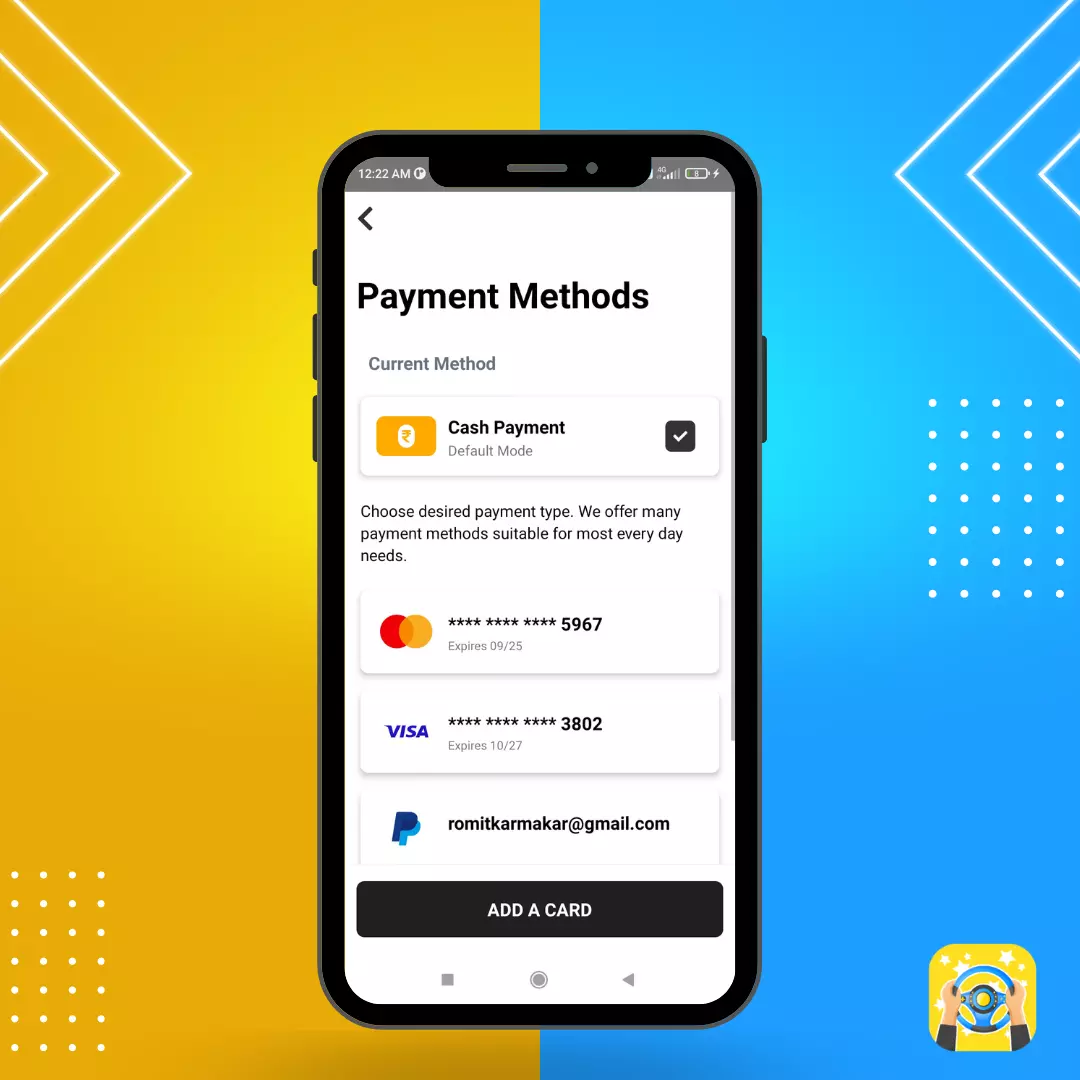 12:22 AM
4G
8
Payment Methods
Current Method
₹
Cash Payment
Default Mode
Choose desired payment type. We offer many
payment methods suitable for most every day
needs.
**** **** **** 5967
Expires 09/25
VISA
**** **** **** 3802
Expires 10/27
romitkarmakar@gmail.com
ADD A CARD